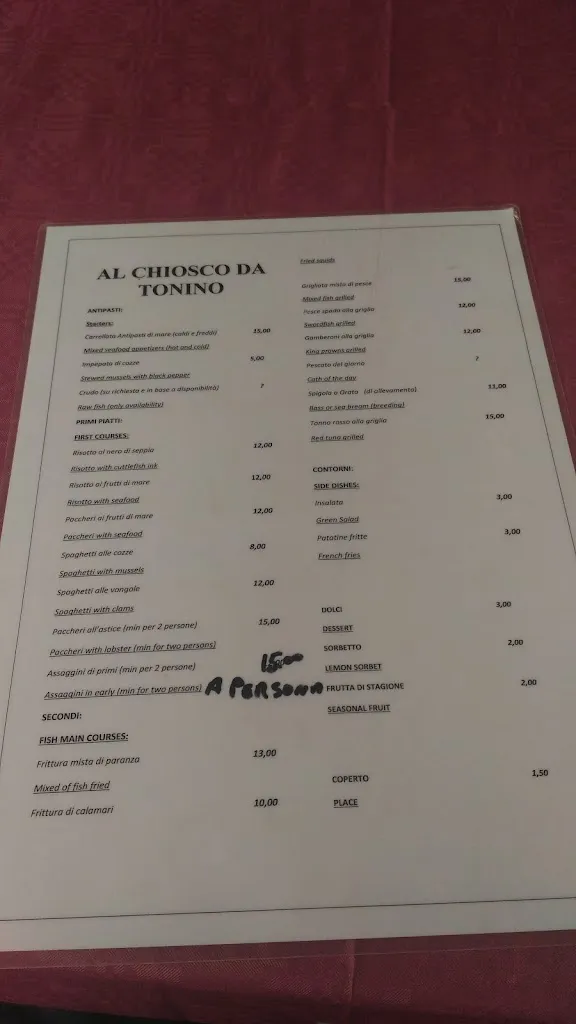 AL CHIOSCO DA
TONINO
ANTIPASTI:
Starters:
Carrellata Antipasti di mare (caldi e freddi) 15,00
Mixed seafood appetizers (hot and cold)
Impepata di cozze 5,00
Stewed mussels with black pepper
Crudo (su richiesta e in base a disponibilità) ?
Raw fish (only availability)
PRIMI PIATTI:
FIRST COURSES:
Risotto al nero di seppia 12,00
Risotto with cuttlefish ink
Risotto ai frutti di mare 12,00
Risotto with seafood
Paccheri ai frutti di mare 12,00
Paccheri with seafood
Spaghetti alle cozze 8,00
Spaghetti with mussels
Spaghetti alle vongole 12,00
Spaghetti with clams
Paccheri all'astice (min per 2 persone) 15,00
Paccheri with lobster (min for two persons)
Assaggini di primi (min per 2 persone) 15,00
Assaggini in early (min for two persons) A PERSONA
SECONDI:
FISH MAIN COURSES:
Frittura mista di paranza 13,00
Mixed of fish fried
Frittura di calamari 10,00
Fried squids
Grigliata mista di pesce 15,00
Mixed fish grilled
Pesce spada alla griglia 12,00
Swordfish grilled
Gamberoni alla griglia 12,00
King prawns grilled
Pescato del giorno ?
Cath of the day
Spigola o Orata (di allevamento) 11,00
Bass or sea bream (breeding)
Tonno rosso alla griglia 15,00
Red tuna grilled
CONTORNI:
SIDE DISHES:
Insalata 3,00
Green Salad
Patatine fritte 3,00
French fries
DOLCI 3,00
DESSERT
SORBETTO 2,00
LEMON SORBET
FRUTTA DI STAGIONE 2,00
SEASONAL FRUIT
COPERTO 1,50
PLACE